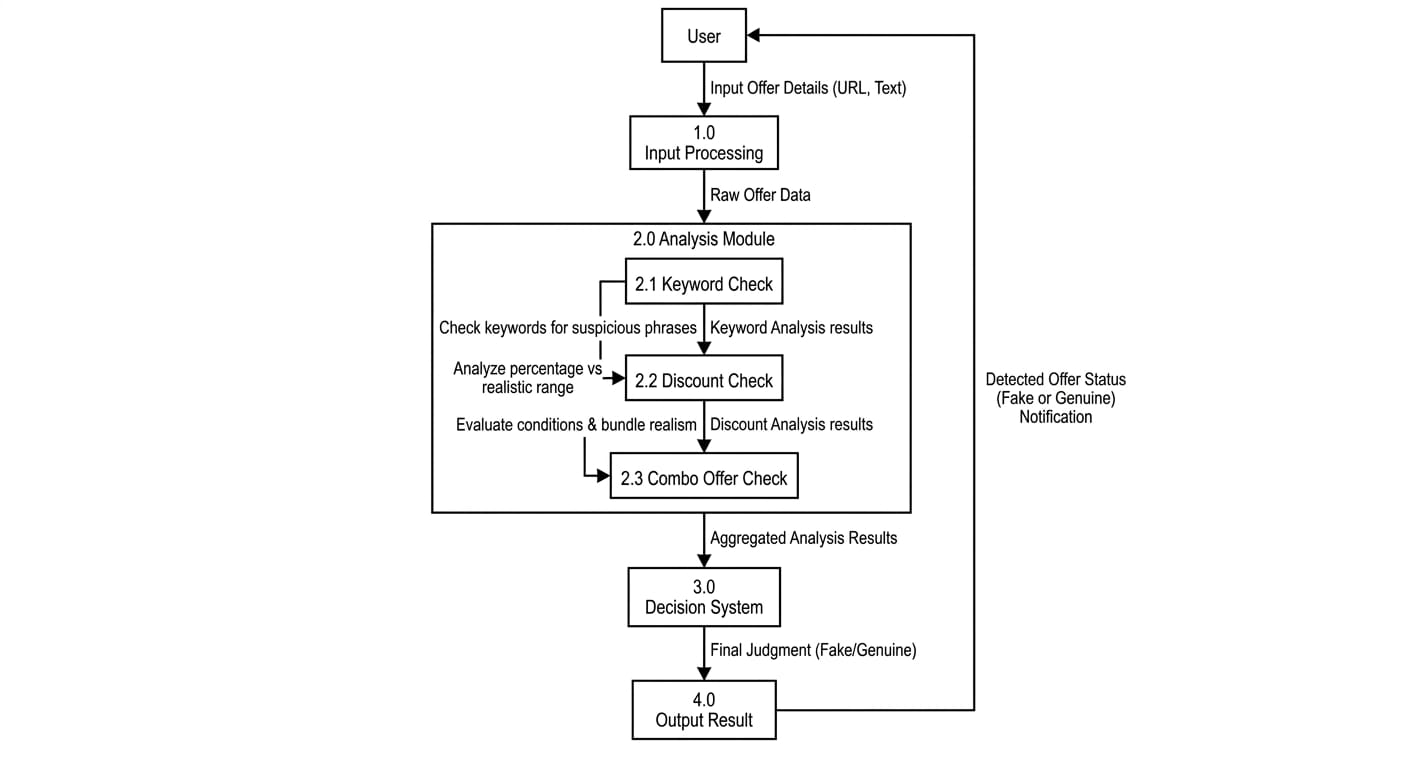 User
Input Offer Details (URL, Text)
1.0
Input Processing
Raw Offer Data
2.0 Analysis Module
2.1 Keyword Check
Check keywords for suspicious phrases
Keyword Analysis results
Analyze percentage vs
realistic range
2.2 Discount Check
Evaluate conditions & bundle realism
Discount Analysis results
2.3 Combo Offer Check
Aggregated Analysis Results
3.0
Decision System
Final Judgment (Fake/Genuine)
4.0
Output Result
Detected Offer Status
(Fake or Genuine)
Notification